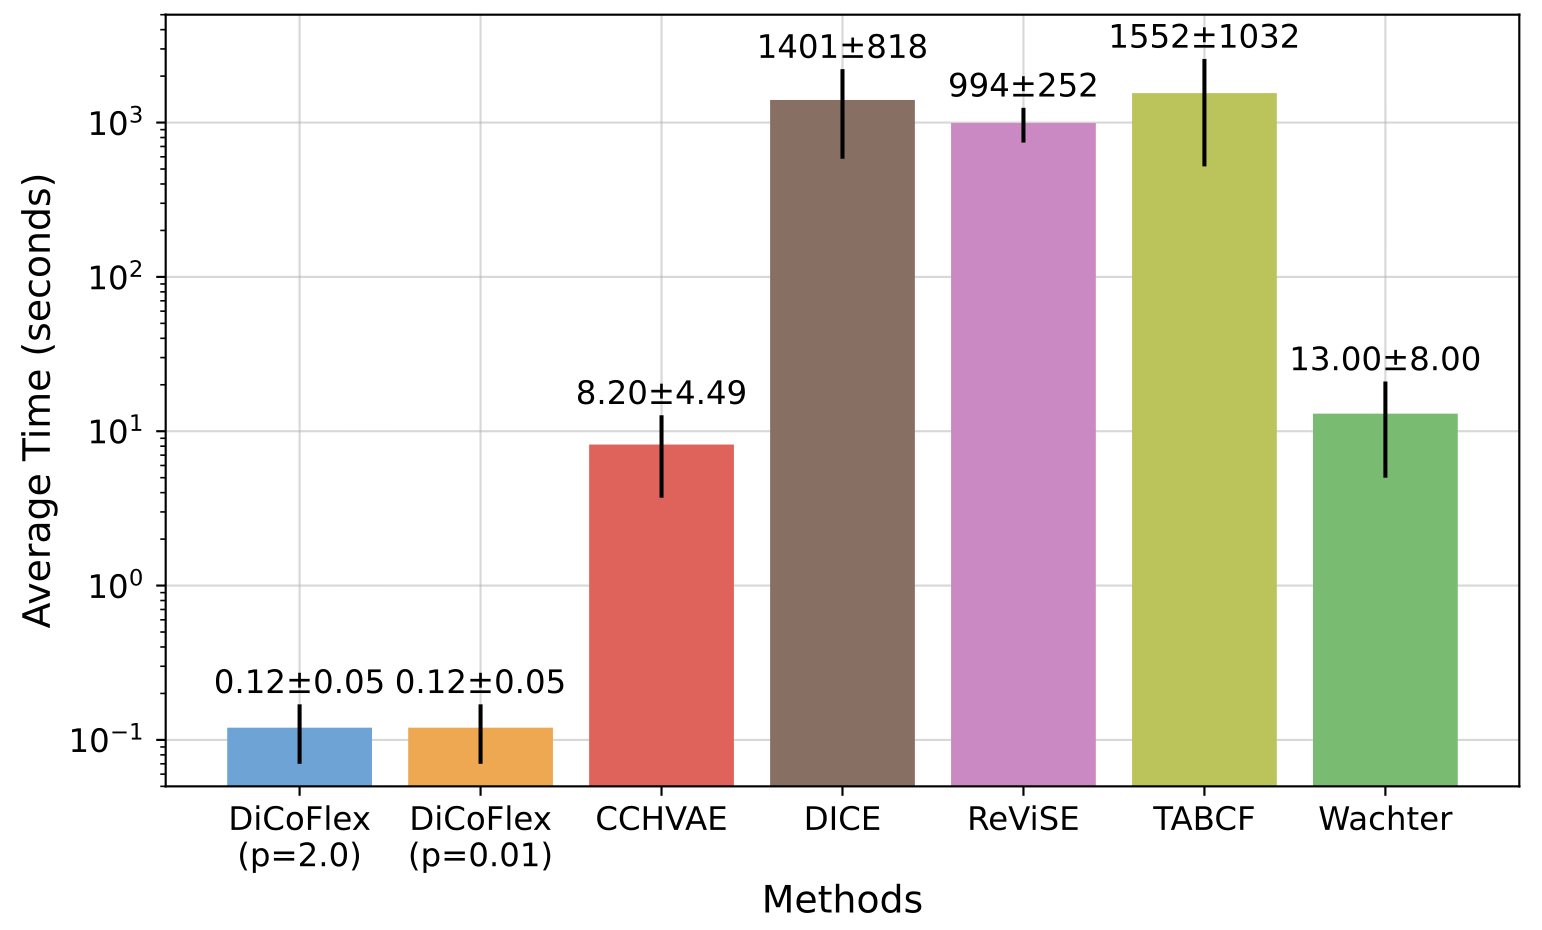 1401±818
1552±1032
994±252
13.00±8.00
8.20±4.49
0.12±0.05
0.12±0.05
10³
10²
10¹
10⁰
10⁻¹
Average Time (seconds)
DiCoFlex
(p=2.0)
DiCoFlex
(p=0.01)
CCHVAE
DICE
ReViSE
TABCF
Wachter
Methods